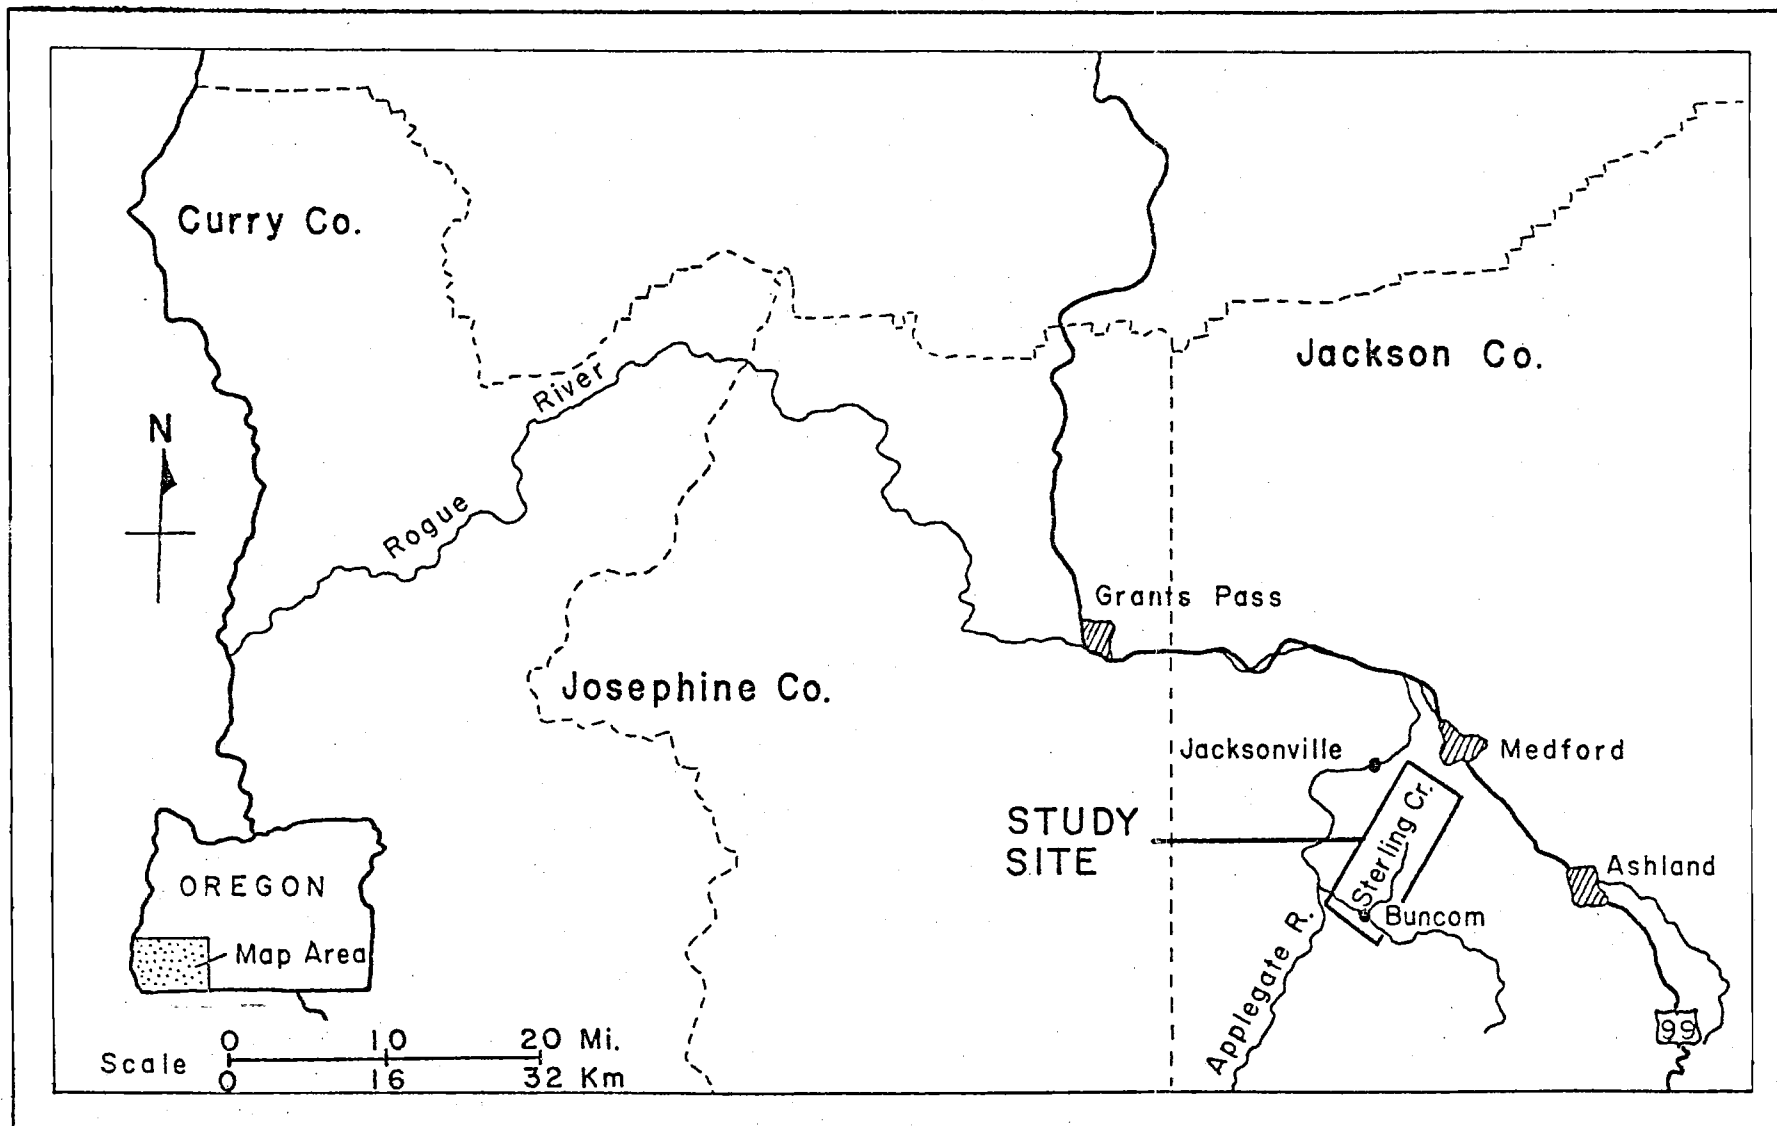 Curry Co.
Jackson Co.
River
N
Rogue
Grants Pass
Josephine Co.
Jacksonville
Medford
Sterling Cr.
STUDY
SITE
Ashland
OREGON
Buncom
Map Area
Applegate R.
99
0 10 20 Mi.
Scale
0 16 32 Km